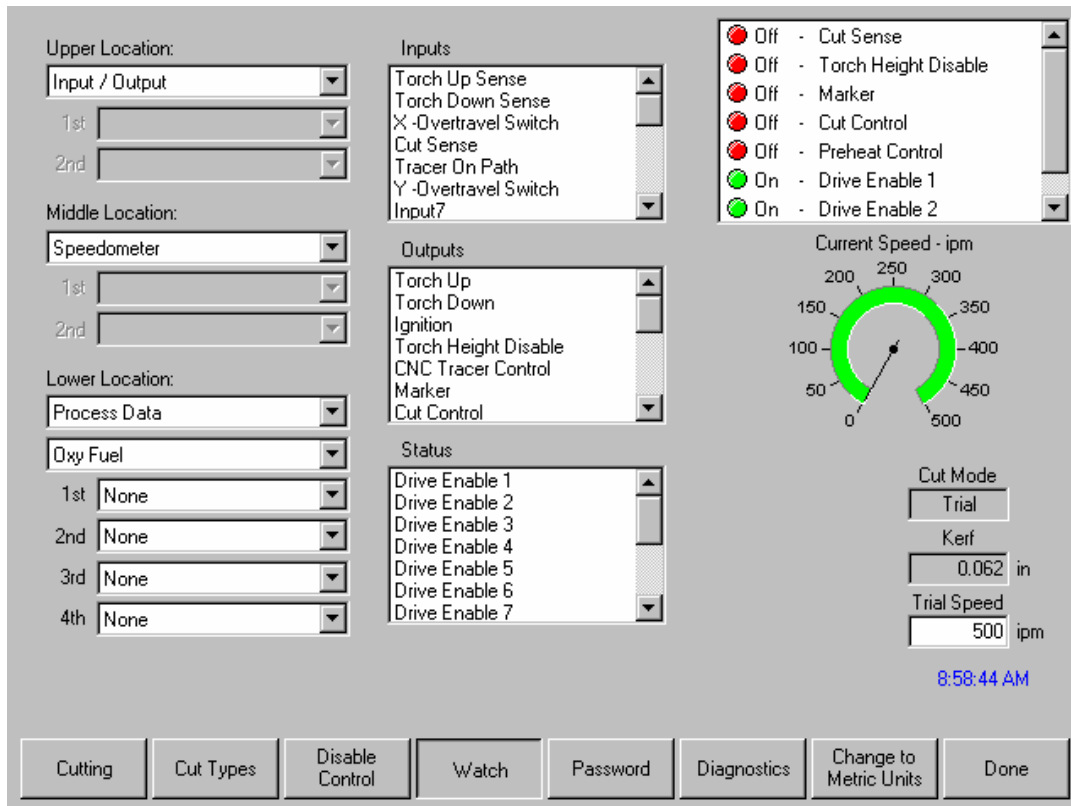 Upper Location:
Input / Output
1st
2nd
Middle Location:
Speedometer
1st
2nd
Lower Location:
Process Data
Oxy Fuel
1st None
2nd None
3rd None
4th None
Inputs
Torch Up Sense
Torch Down Sense
X -Overtravel Switch
Cut Sense
Tracer On Path
Y -Overtravel Switch
Input7
Outputs
Torch Up
Torch Down
Ignition
Torch Height Disable
CNC Tracer Control
Marker
Cut Control
Status
Drive Enable 1
Drive Enable 2
Drive Enable 3
Drive Enable 4
Drive Enable 5
Drive Enable 6
Drive Enable 7
Off - Cut Sense
Off - Torch Height Disable
Off - Marker
Off - Cut Control
Off - Preheat Control
On - Drive Enable 1
On - Drive Enable 2
Current Speed - ipm
0
50
100
150
200
250
300
350
400
450
500
Cut Mode
Trial
Kerf
0.062 in
Trial Speed
500 ipm
8:58:44 AM
Cutting
Cut Types
Disable
Control
Watch
Password
Diagnostics
Change to
Metric Units
Done